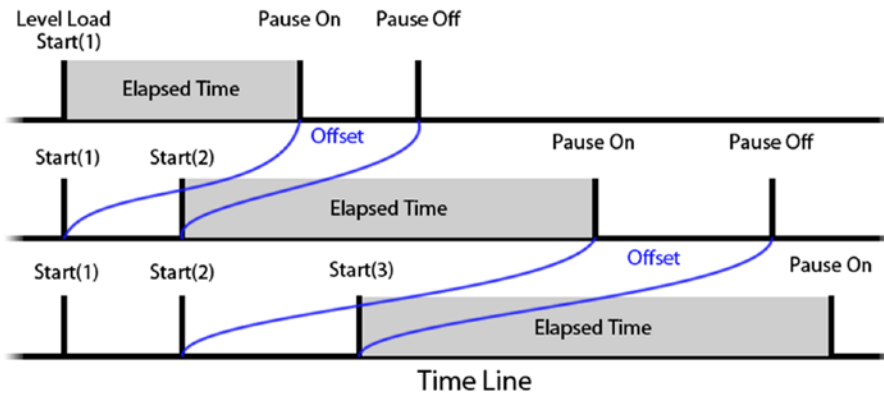 Level Load
Start(1)
Pause On
Pause Off
Elapsed Time
Offset
Start(1)
Start(2)
Pause On
Pause Off
Elapsed Time
Start(1)
Start(2)
Start(3)
Offset
Pause On
Elapsed Time
Time Line